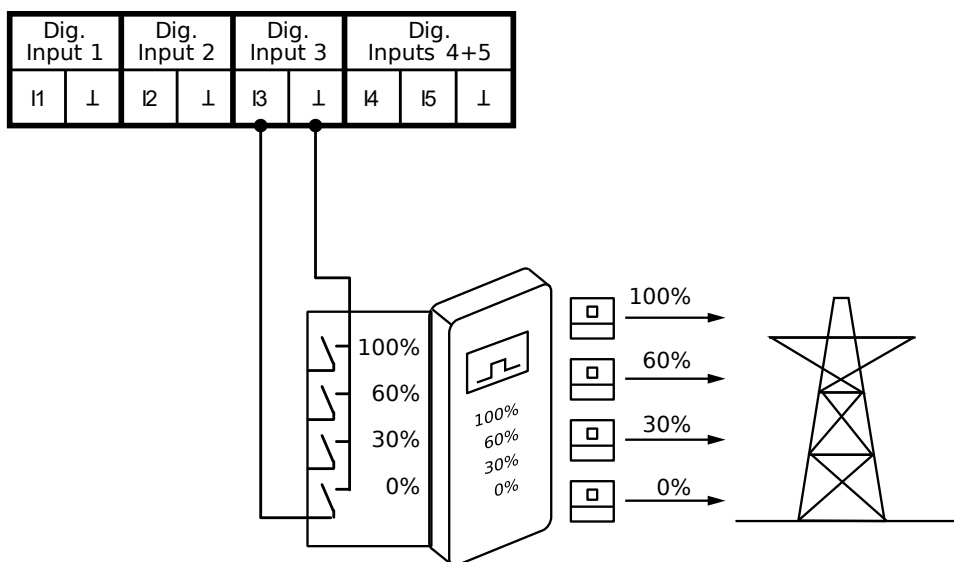 Dig.
Input 1
Dig.
Input 2
Dig.
Input 3
Dig.
Inputs 4+5
I1 ⊥ I2 ⊥ I3 ⊥ I4 I5 ⊥
100%
60%
30%
0%
100%
60%
30%
0%
100%
60%
30%
0%